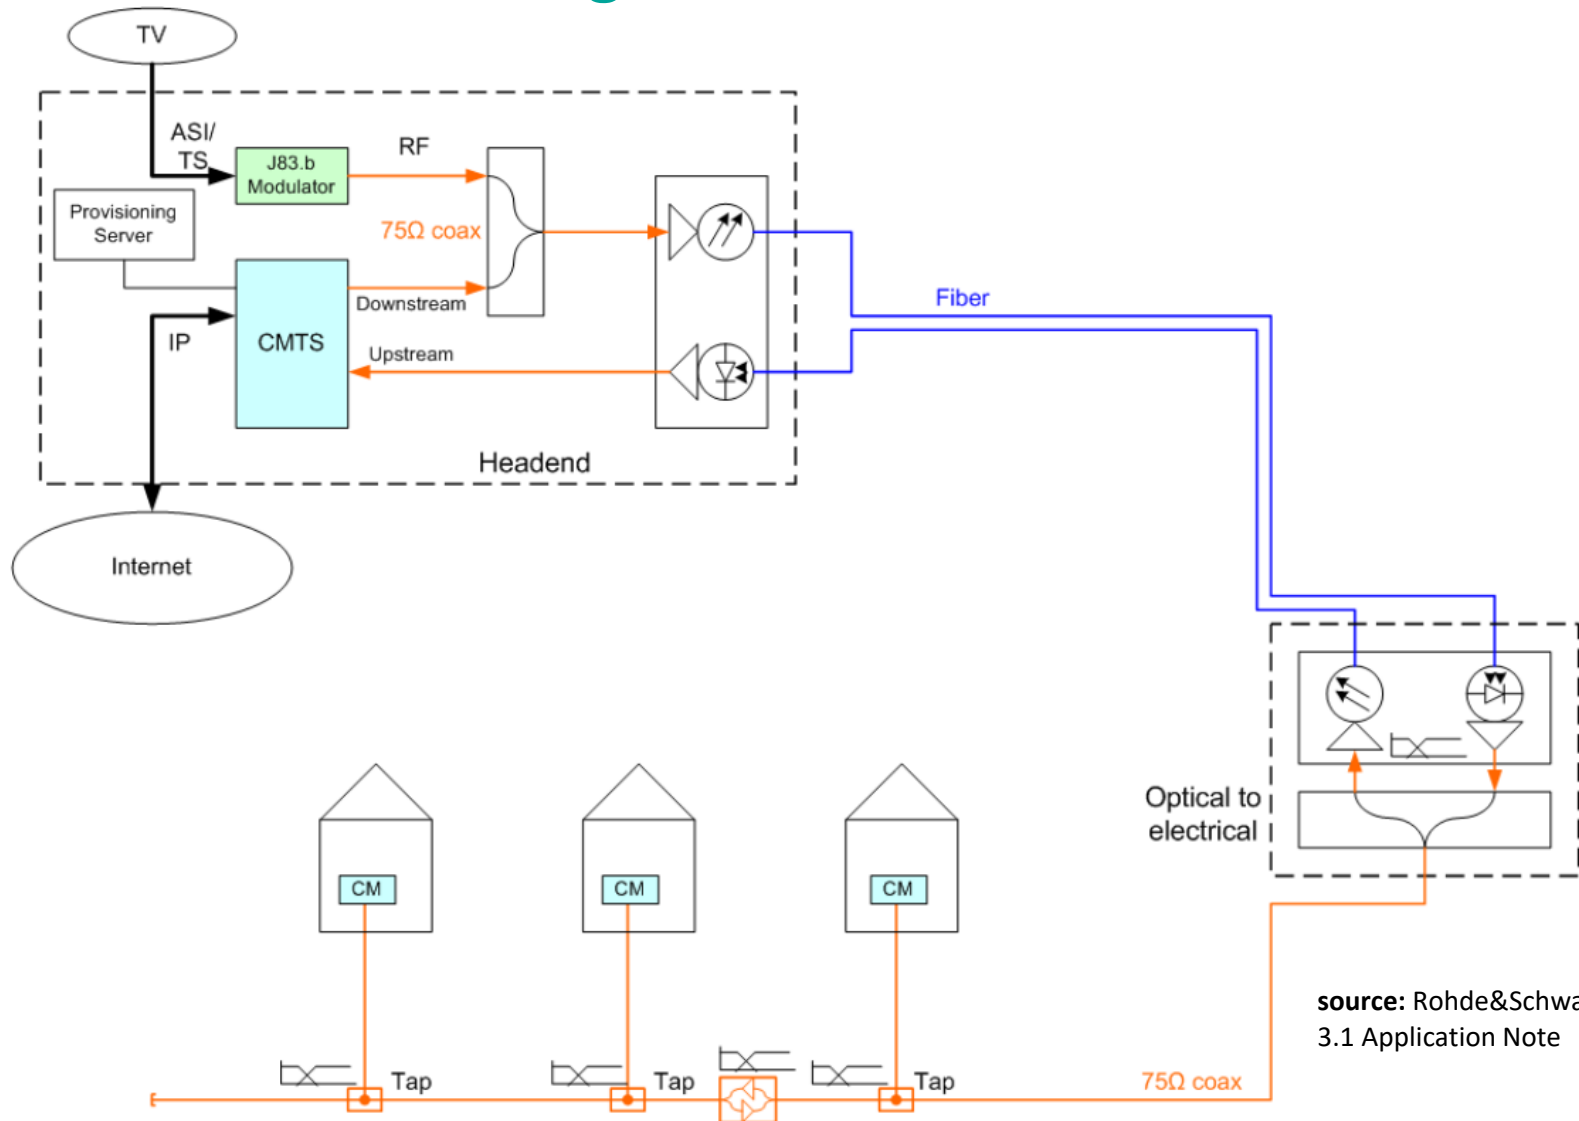 TV
ASI/
TS
J83.b
Modulator
RF
Provisioning
Server
75Ω coax
Downstream
CMTS
IP
Upstream
Fiber
Headend
Internet
Optical to
electrical
CM
CM
CM
Tap
Tap
Tap
75Ω coax
source: Rohde&Schwa
3.1 Application Note